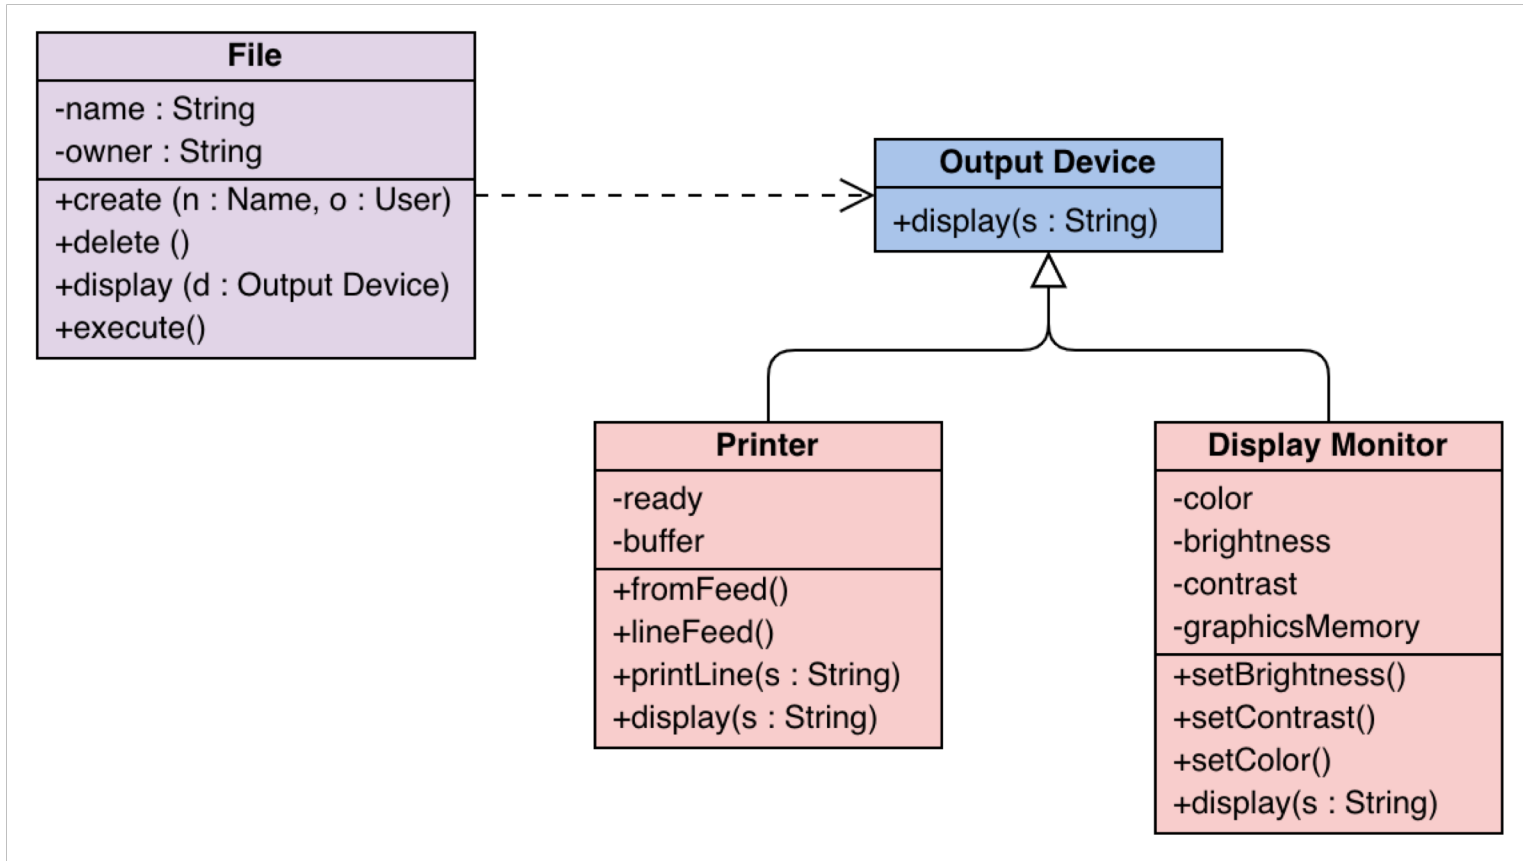 File
-name : String
-owner : String
+create (n : Name, o : User)
+delete ()
+display (d : Output Device)
+execute()
Output Device
+display(s : String)
Printer
-ready
-buffer
+fromFeed()
+lineFeed()
+printLine(s : String)
+display(s : String)
Display Monitor
-color
-brightness
-contrast
-graphicsMemory
+setBrightness()
+setContrast()
+setColor()
+display(s : String)